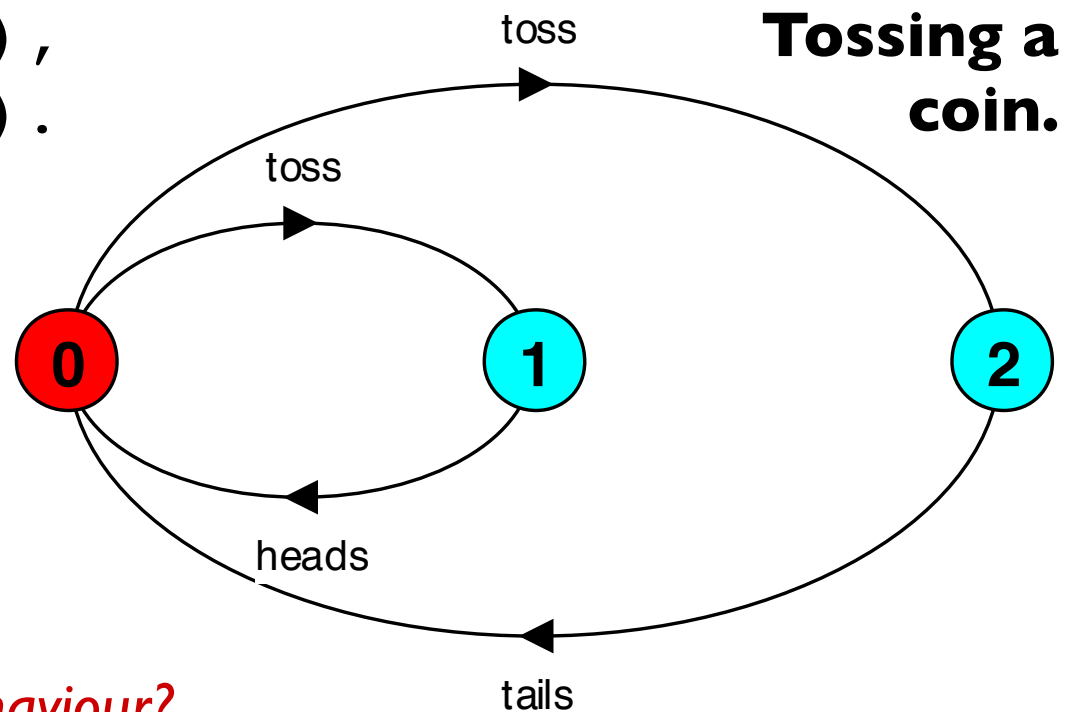 ) ,
) .
Tossing a
coin.
toss
toss
0
1
2
heads
tails